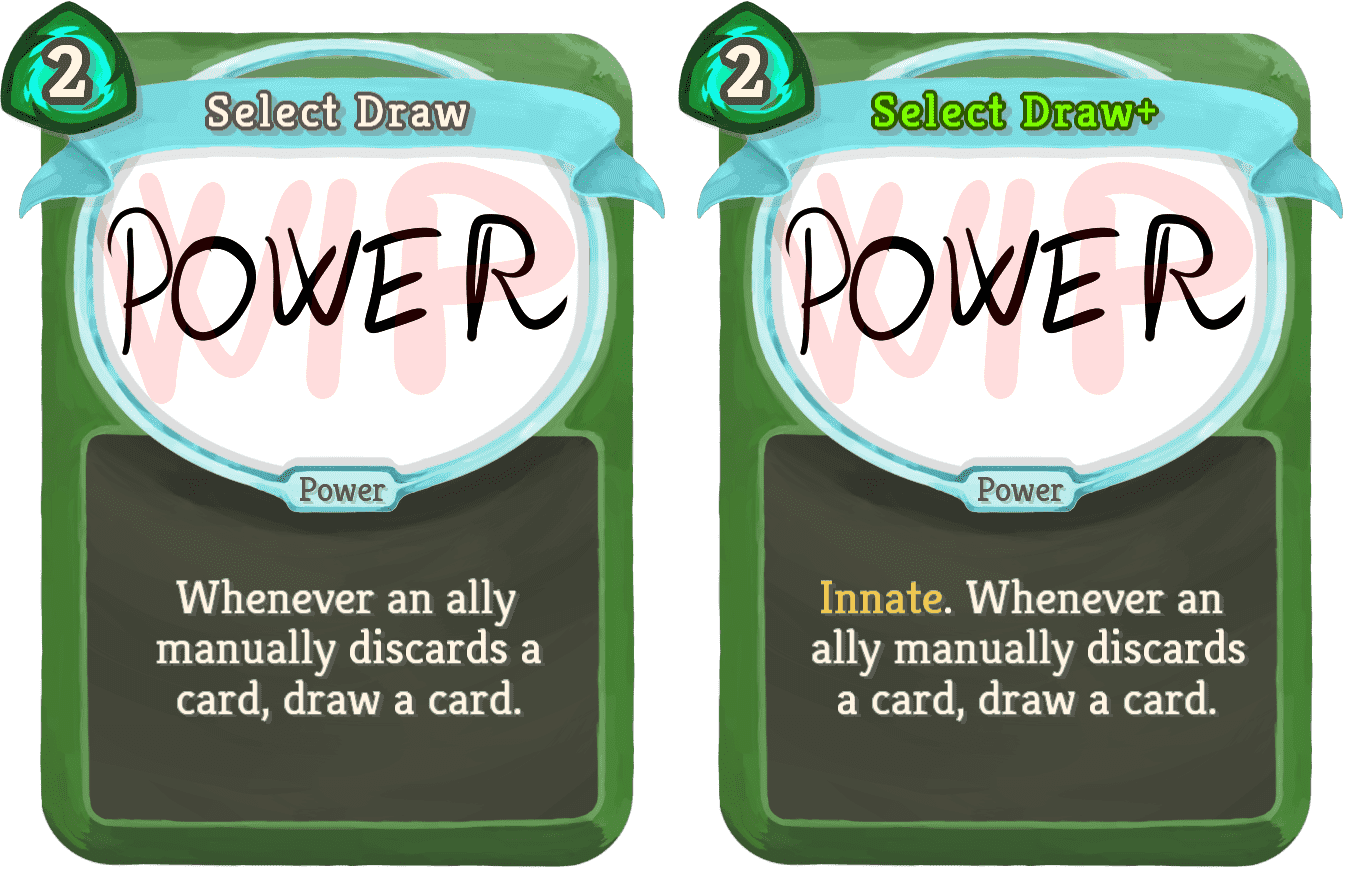 2
Select Draw
WIP
POWER
Power
Whenever an ally
manually discards a
card, draw a card.
2
Select Draw+
WIP
POWER
Power
Innate. Whenever an
ally manually discards
a card, draw a card.